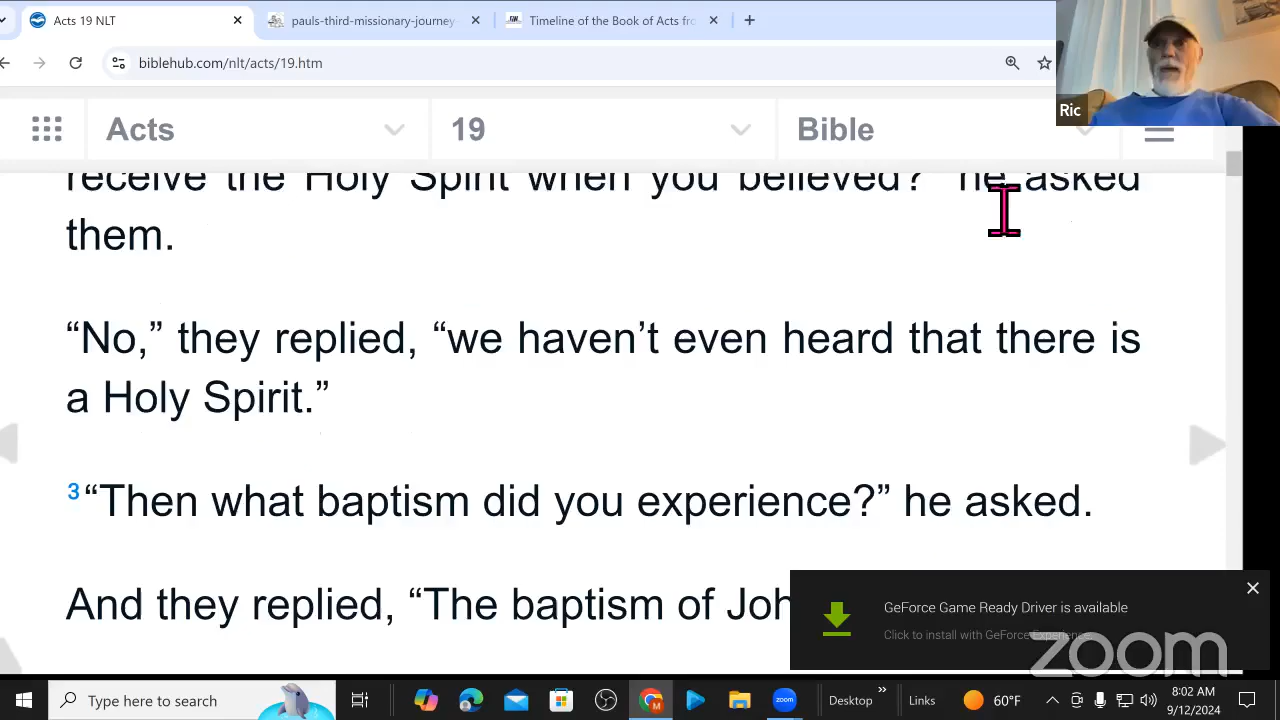 Acts 19 NLT
pauls-third-missionary-journey-
Timeline of the Book of Acts fro
biblehub.com/nlt/acts/19.htm
Ric
Acts
19
Bible
receive the Holy Spirit when you believed?” he asked
them.
“No,” they replied, “we haven’t even heard that there is
a Holy Spirit.”
3 “Then what baptism did you experience?” he asked.
And they replied, “The baptism of Joh
GeForce Game Ready Driver is available
Click to install with GeForce Experience
zoom
Type here to search
zoom
Desktop
Links
60°F
8:02 AM
9/12/2024